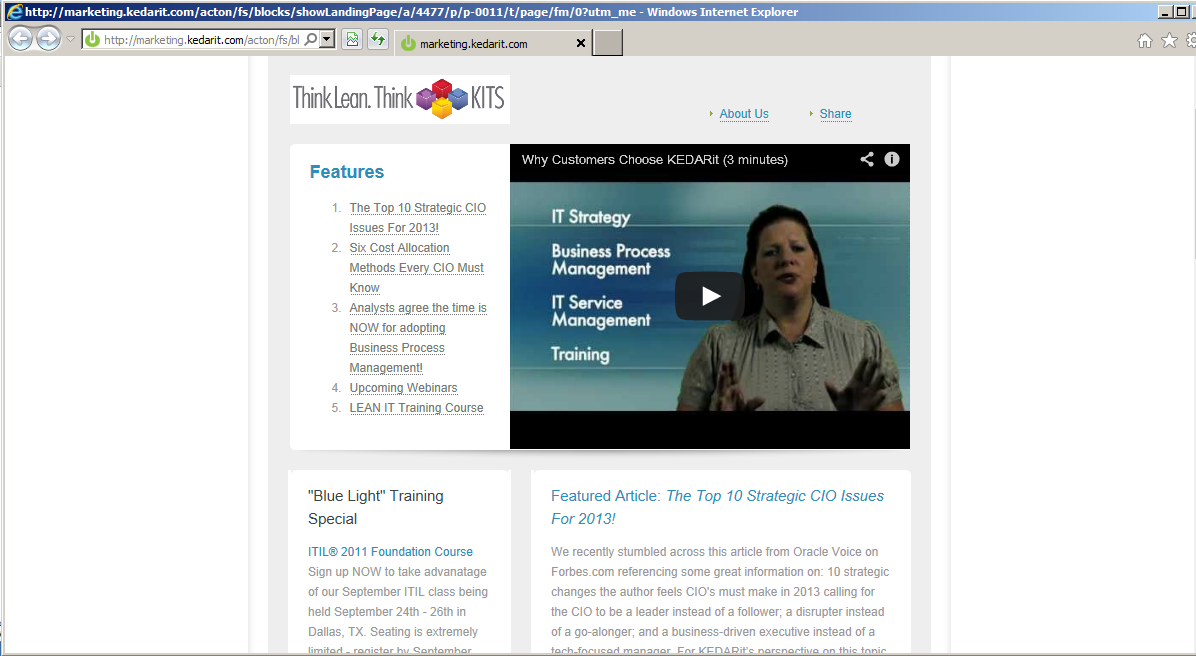 http://marketing.kedarit.com/acton/fs/blocks/showLandingPage/a/4477/p/p-0011/t/page/fm/0?utm_me - Windows Internet Explorer
http://marketing.kedarit.com/acton/fs/bl
marketing.kedarit.com
Think Lean. Think KITS
About Us
Share
Features
1. The Top 10 Strategic CIO
Issues For 2013!
2. Six Cost Allocation
Methods Every CIO Must
Know
3. Analysts agree the time is
NOW for adopting
Business Process
Management!
4. Upcoming Webinars
5. LEAN IT Training Course
Why Customers Choose KEDARit (3 minutes)
IT Strategy
Business Process
Management
IT Service
Management
Training
"Blue Light" Training
Special
ITIL® 2011 Foundation Course
Sign up NOW to take advanatage
of our September ITIL class being
held September 24th - 26th in
Dallas, TX. Seating is extremely
limited - register by September
Featured Article: The Top 10 Strategic CIO Issues
For 2013!
We recently stumbled across this article from Oracle Voice on
Forbes.com referencing some great information on: 10 strategic
changes the author feels CIO's must make in 2013 calling for
the CIO to be a leader instead of a follower; a disrupter instead
of a go-alonger; and a business-driven executive instead of a
tech-focused manager. For KEDARit's perspective on this topic